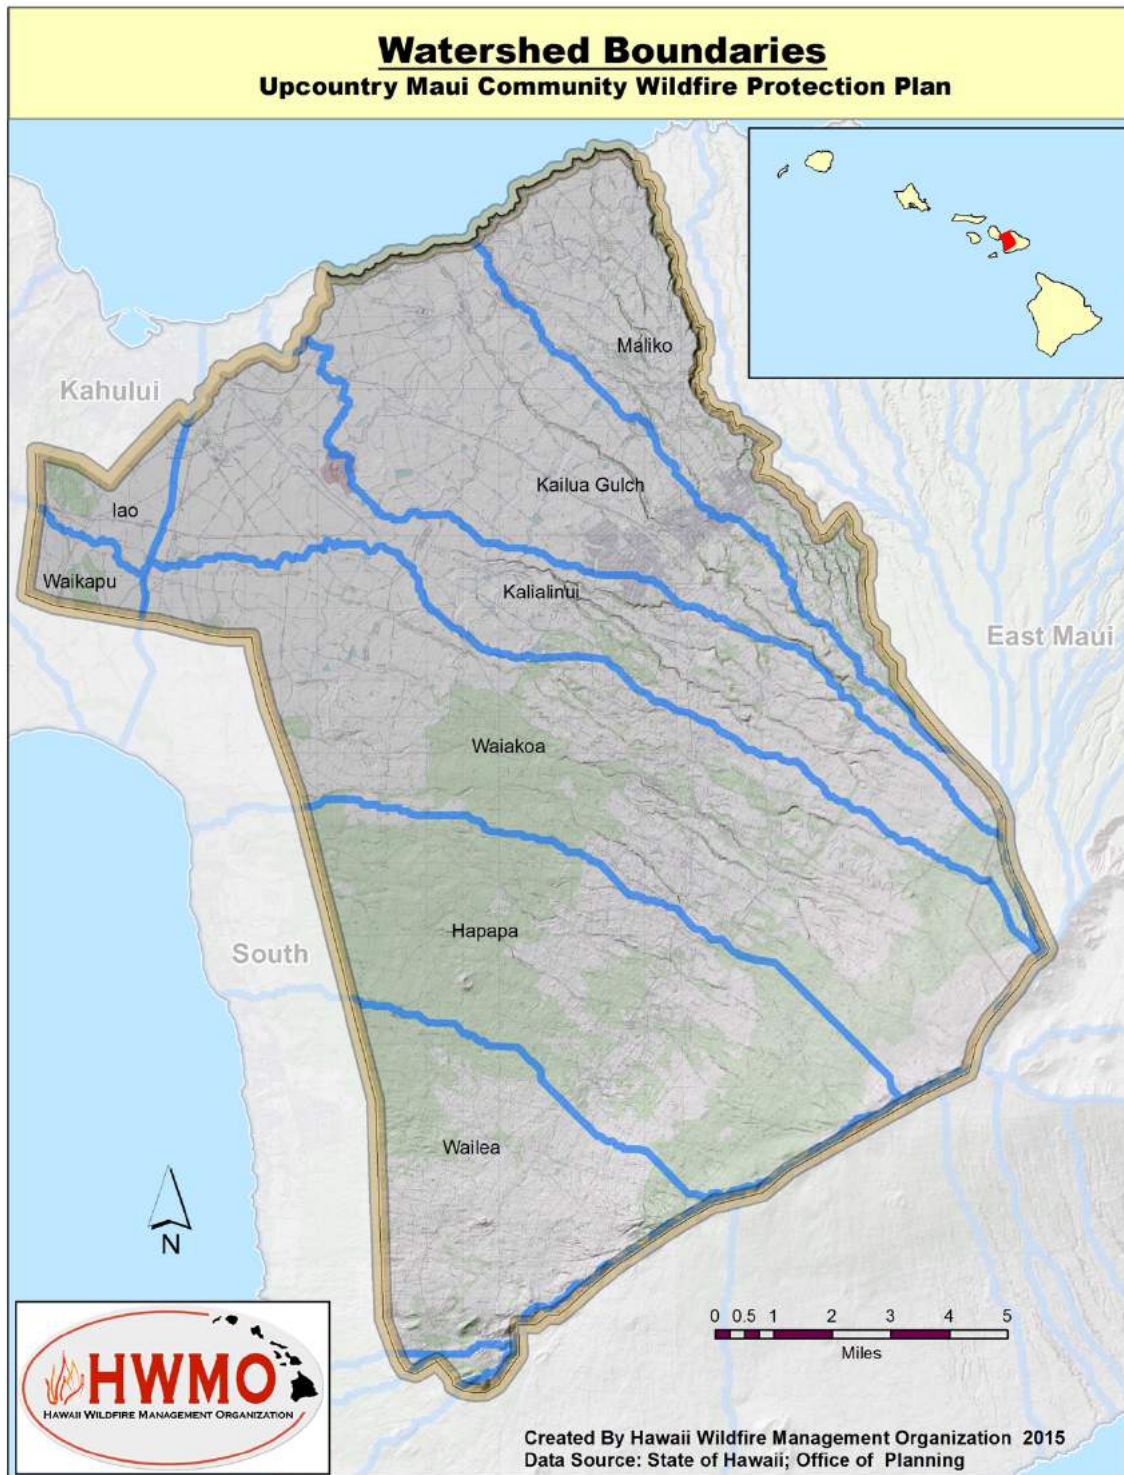 Watershed Boundaries
Upcountry Maui Community Wildfire Protection Plan
Maliko
Kahului
Kailua Gulch
Iao
Waikapu
Kalialinui
East Maui
Waiakoa
Hapapa
South
Wailea
N
0 0.5 1 2 3 4 5
Miles
HWMO
HAWAII WILDFIRE MANAGEMENT ORGANIZATION
Created By Hawaii Wildfire Management Organization 2015
Data Source: State of Hawaii; Office of Planning